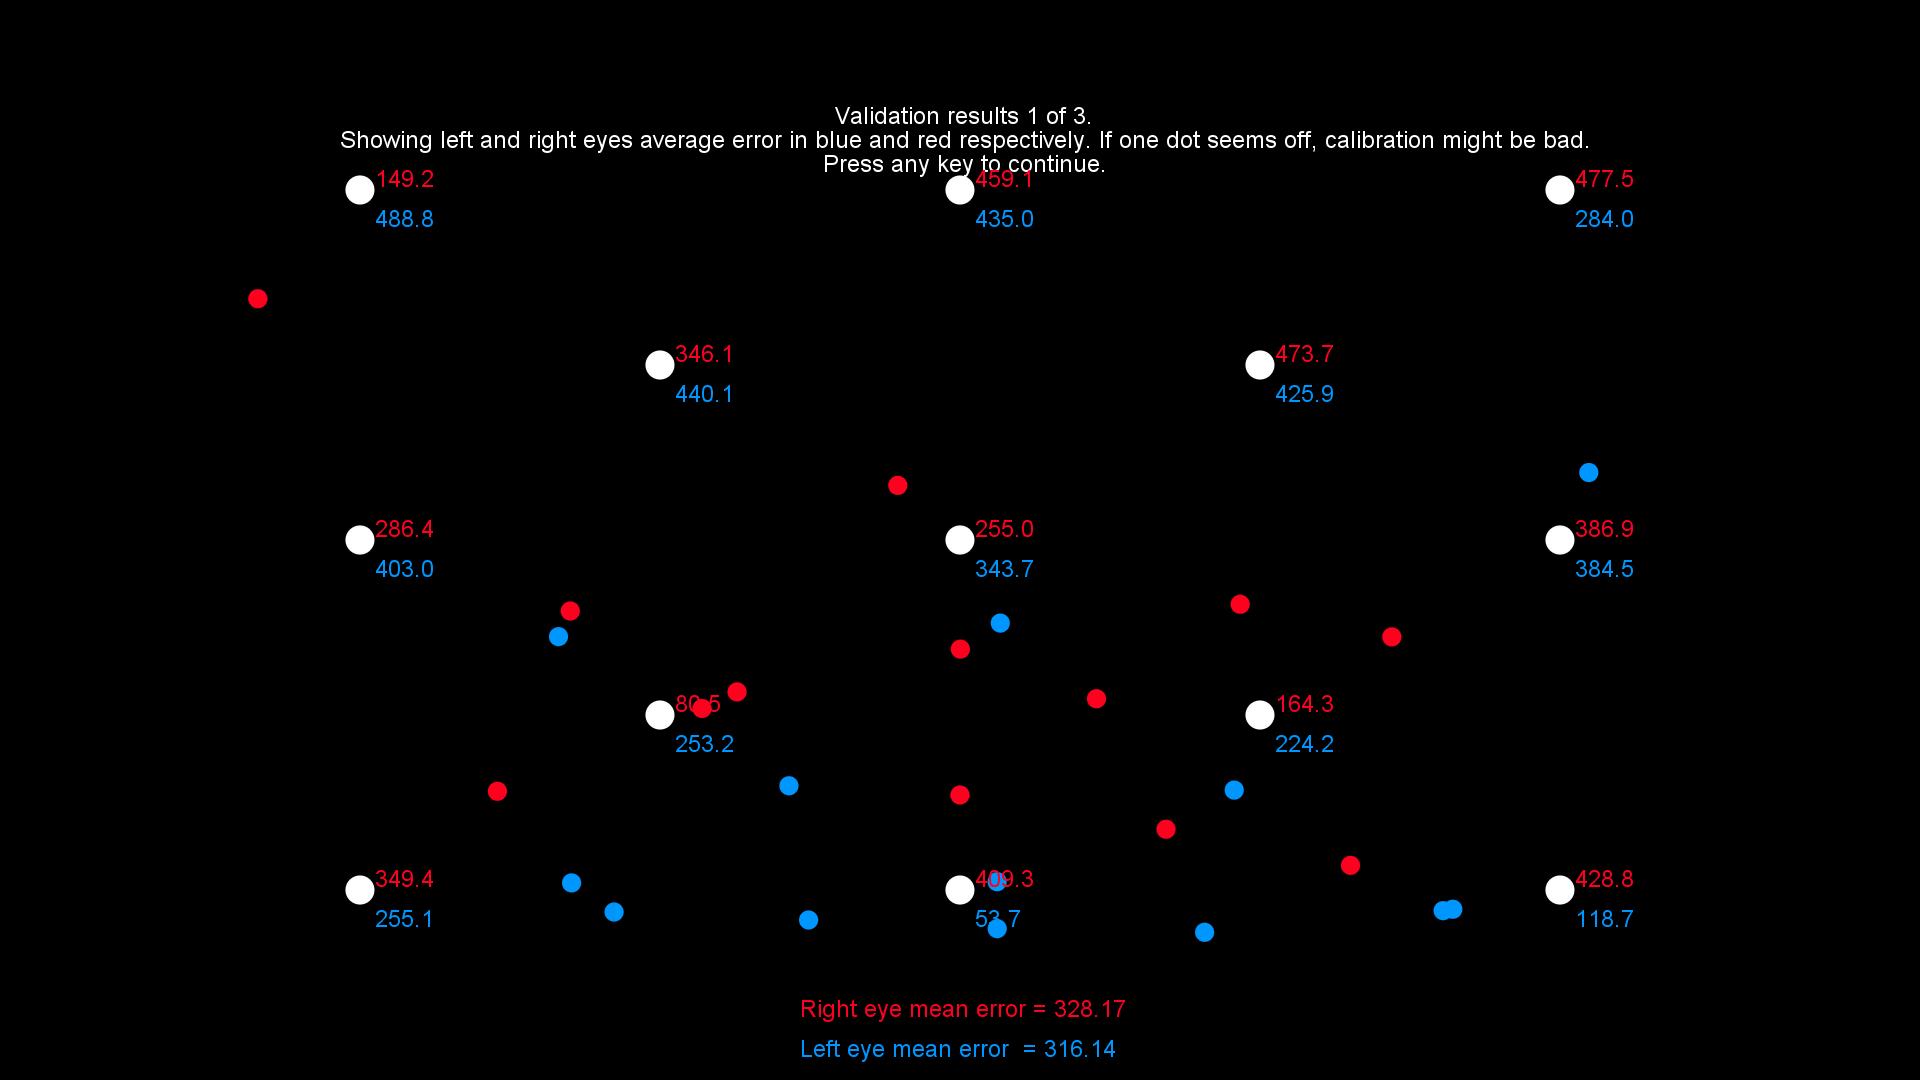 Validation results 1 of 3.
Showing left and right eyes average error in blue and red respectively. If one dot seems off, calibration might be bad.
Press any key to continue.
149.2 459.1 477.5
488.8 435.0 284.0
346.1 473.7
440.1 425.9
286.4 255.0 386.9
403.0 343.7 384.5
80.5 164.3
253.2 224.2
349.4 409.3 428.8
255.1 53.7 118.7
Right eye mean error = 328.17
Left eye mean error = 316.14